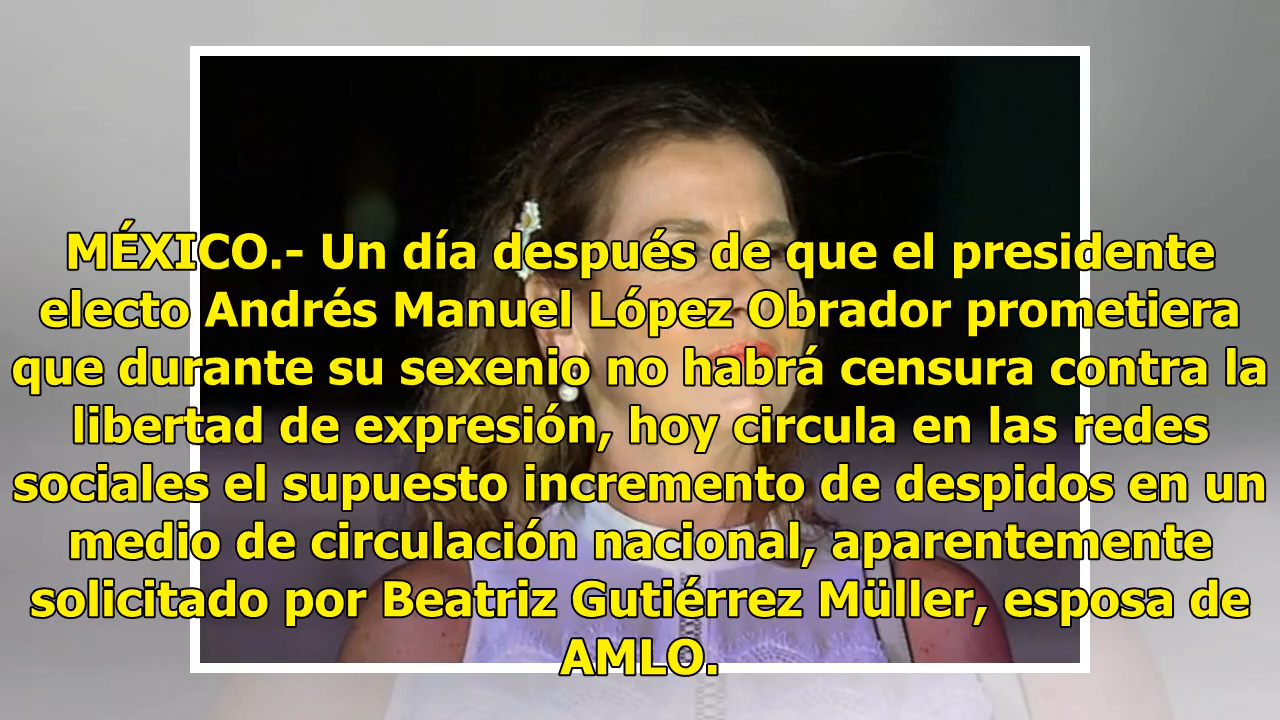 MÉXICO.- Un día después de que el presidente
electo Andrés Manuel López Obrador prometiera
que durante su sexenio no habrá censura contra la
libertad de expresión, hoy circula en las redes
sociales el supuesto incremento de despidos en un
medio de circulación nacional, aparentemente
solicitado por Beatriz Gutiérrez Müller, esposa de
AMLO.